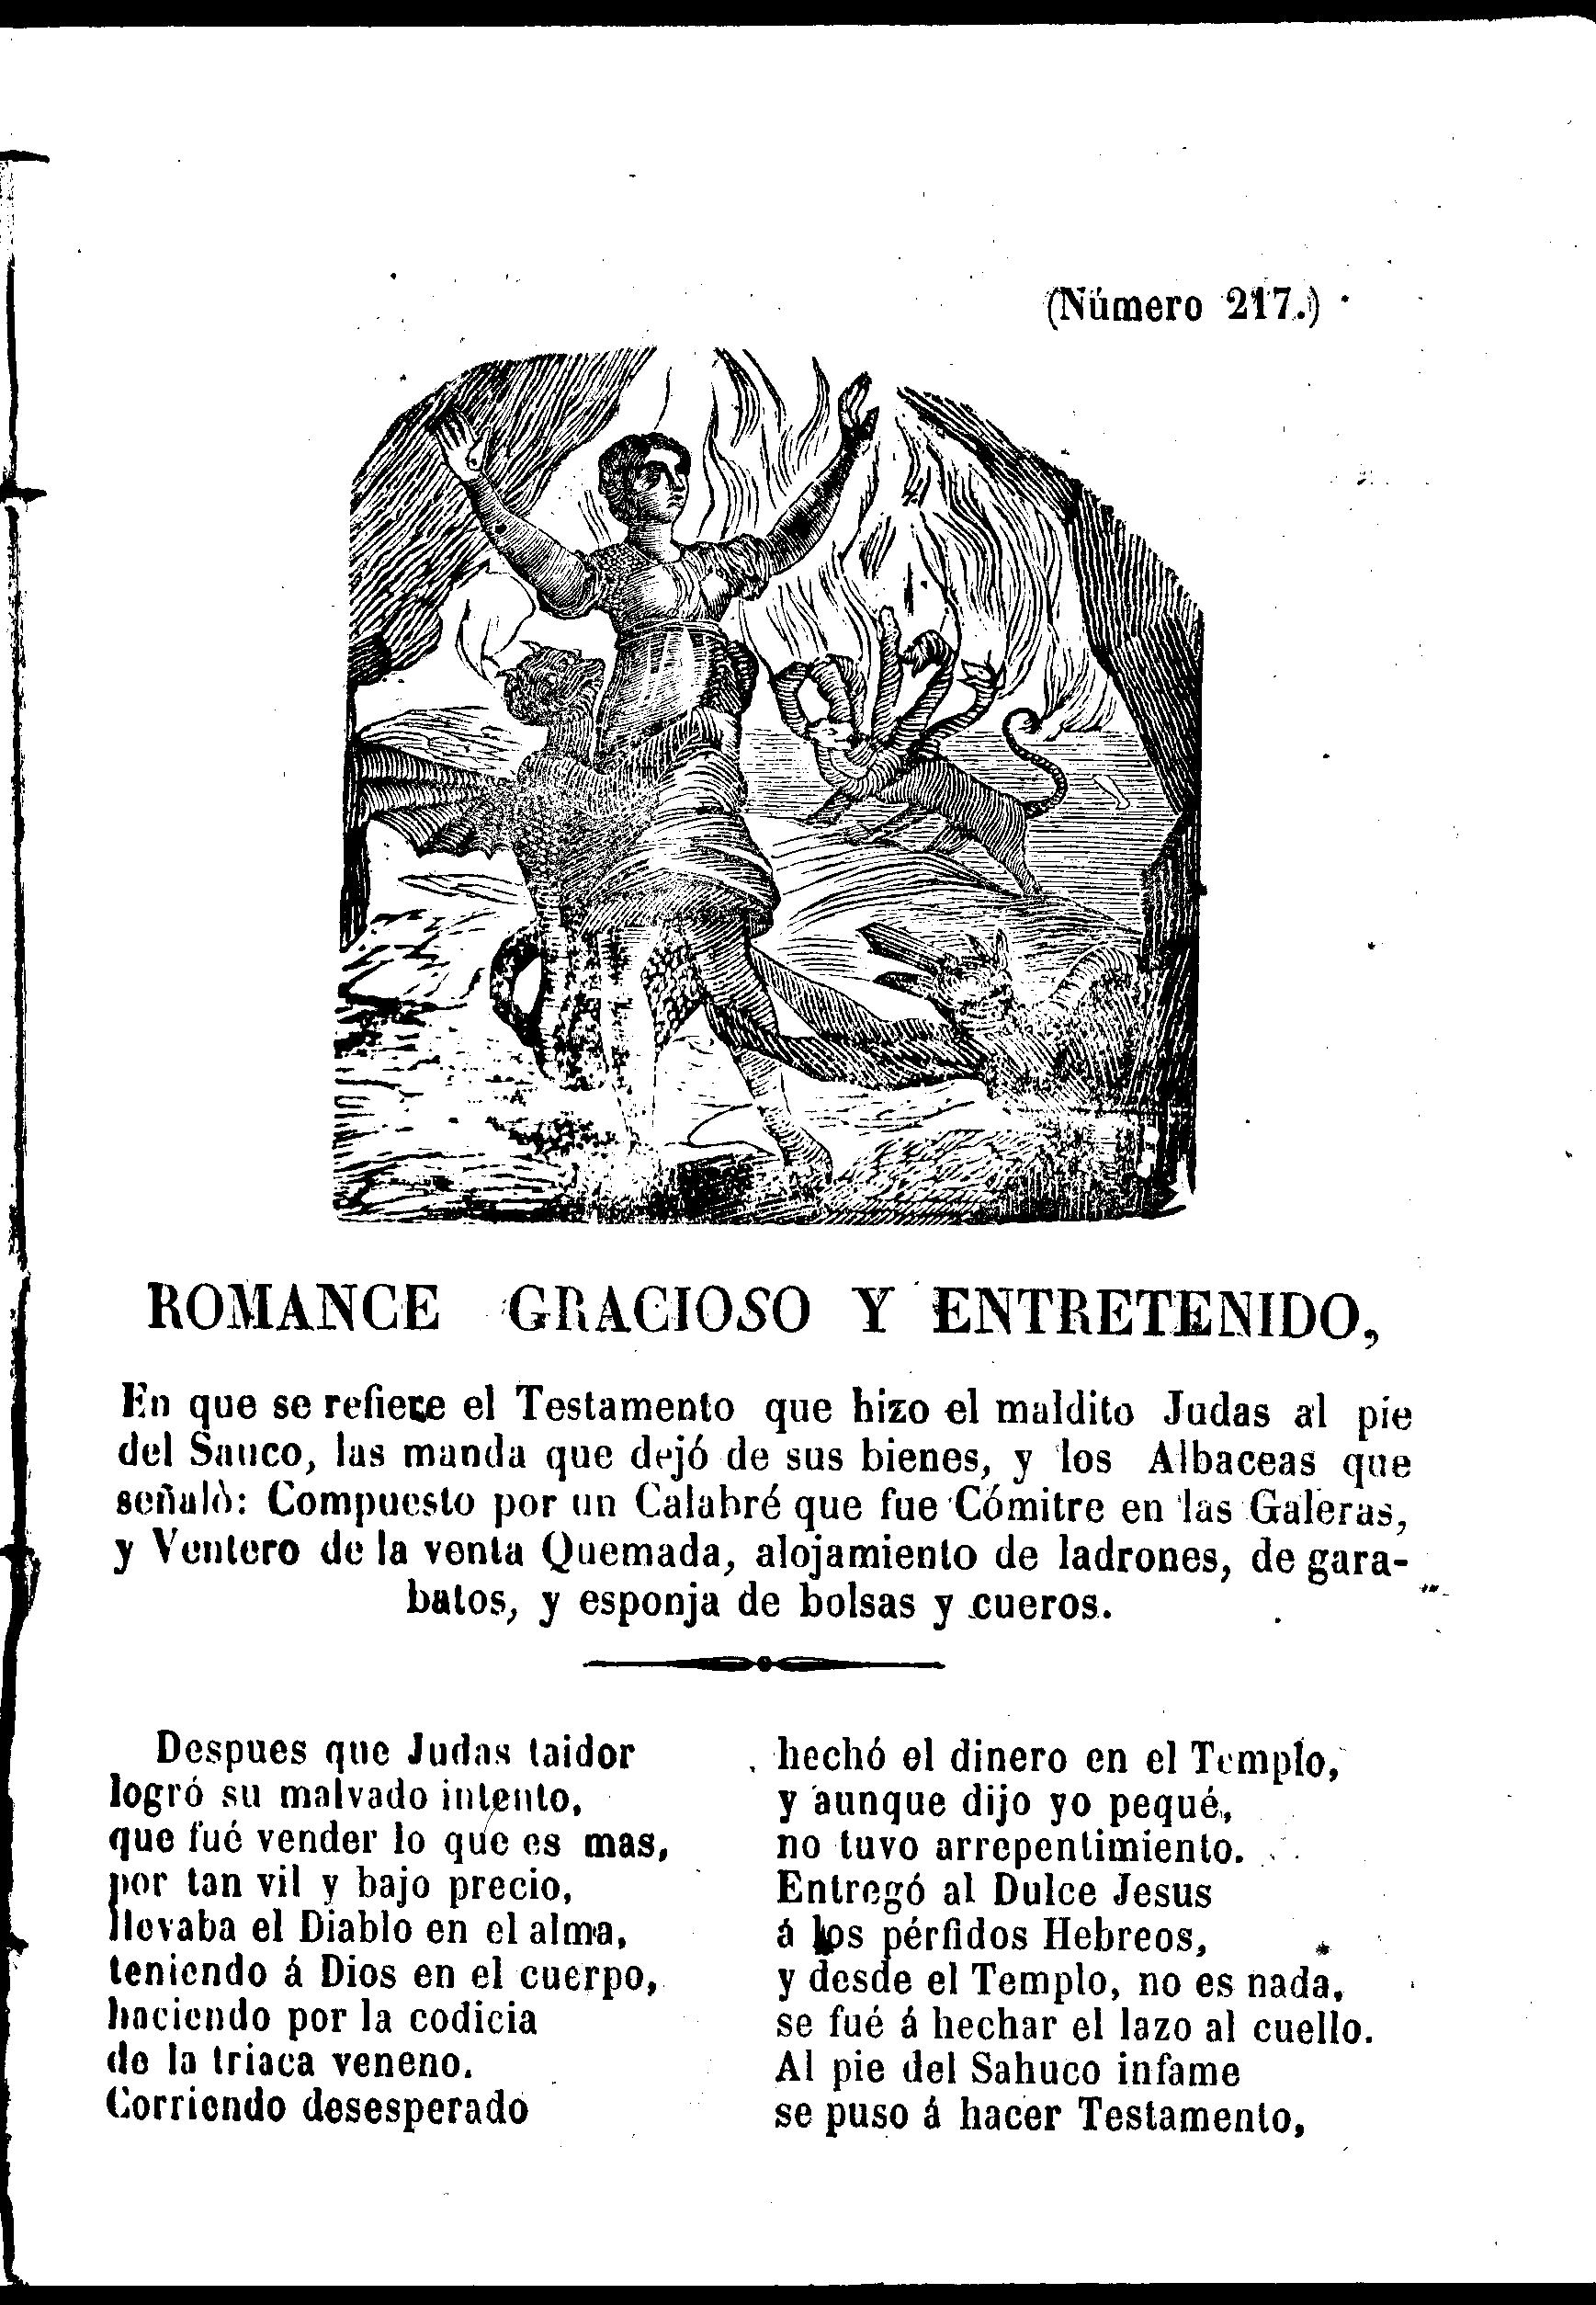 (Número 217.)
ROMANCE GRACIOSO Y ENTRETENIDO,
En que se refiere el Testamento que hizo el maldito Judas al pie
del Sauco, las manda que dejó de sus bienes, y los Albaceas que
señalò: Compuesto por un Calabré que fue Cómitre en las Galeras,
y Ventero de la venta Quemada, alojamiento de ladrones, de gara-
batos, y esponja de bolsas y cueros.
Despues que Judas taidor
logró su malvado intento,
que fué vender lo que es mas,
por tan vil y bajo precio,
llevaba el Diablo en el alma,
teniendo á Dios en el cuerpo,
haciendo por la codicia
de la triaca veneno.
Corriendo desesperado
hechó el dinero en el Templo,
y aunque dijo yo pequé,
no tuvo arrepentimiento.
Entregó al Dulce Jesus
á los pérfidos Hebreos,
y desde el Templo, no es nada,
se fué á hechar el lazo al cuello.
Al pie del Sahuco infame
se puso á hacer Testamento,